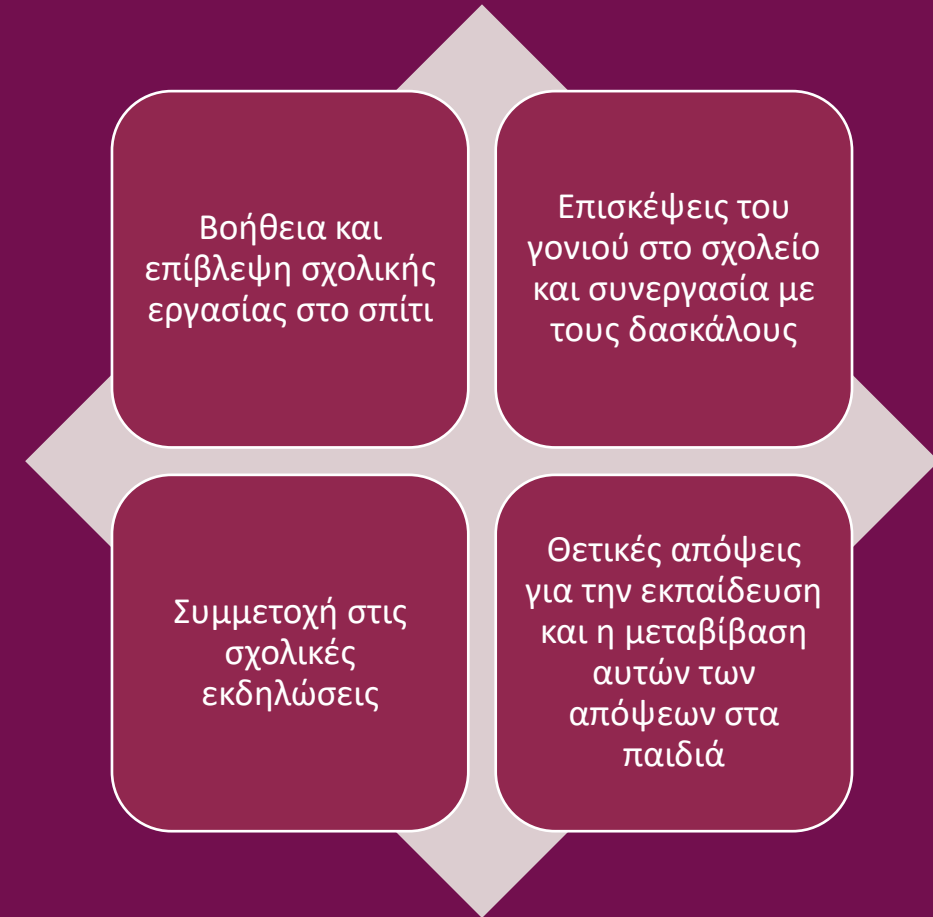 Βοήθεια και
επίβλεψη σχολικής
εργασίας στο σπίτι
Επισκέψεις του
γονιού στο σχολείο
και συνεργασία με
τους δασκάλους
Συμμετοχή στις
σχολικές
εκδηλώσεις
Θετικές απόψεις
για την εκπαίδευση
και η μεταβίβαση
αυτών των
απόψεων στα
παιδιά